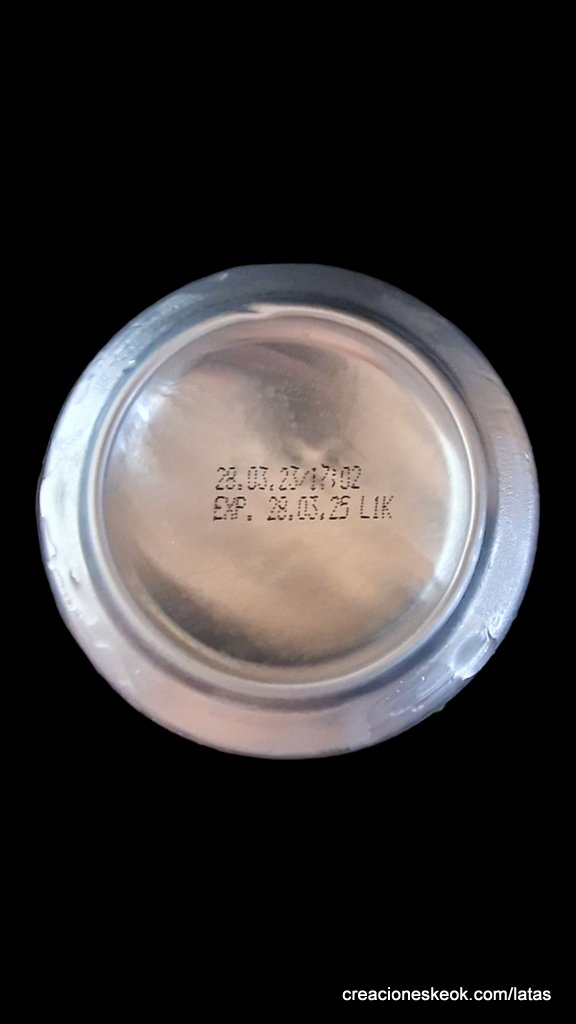 28.03.23/17:02
EXP. 28.03.25 L1K
creacioneskeok.com/latas